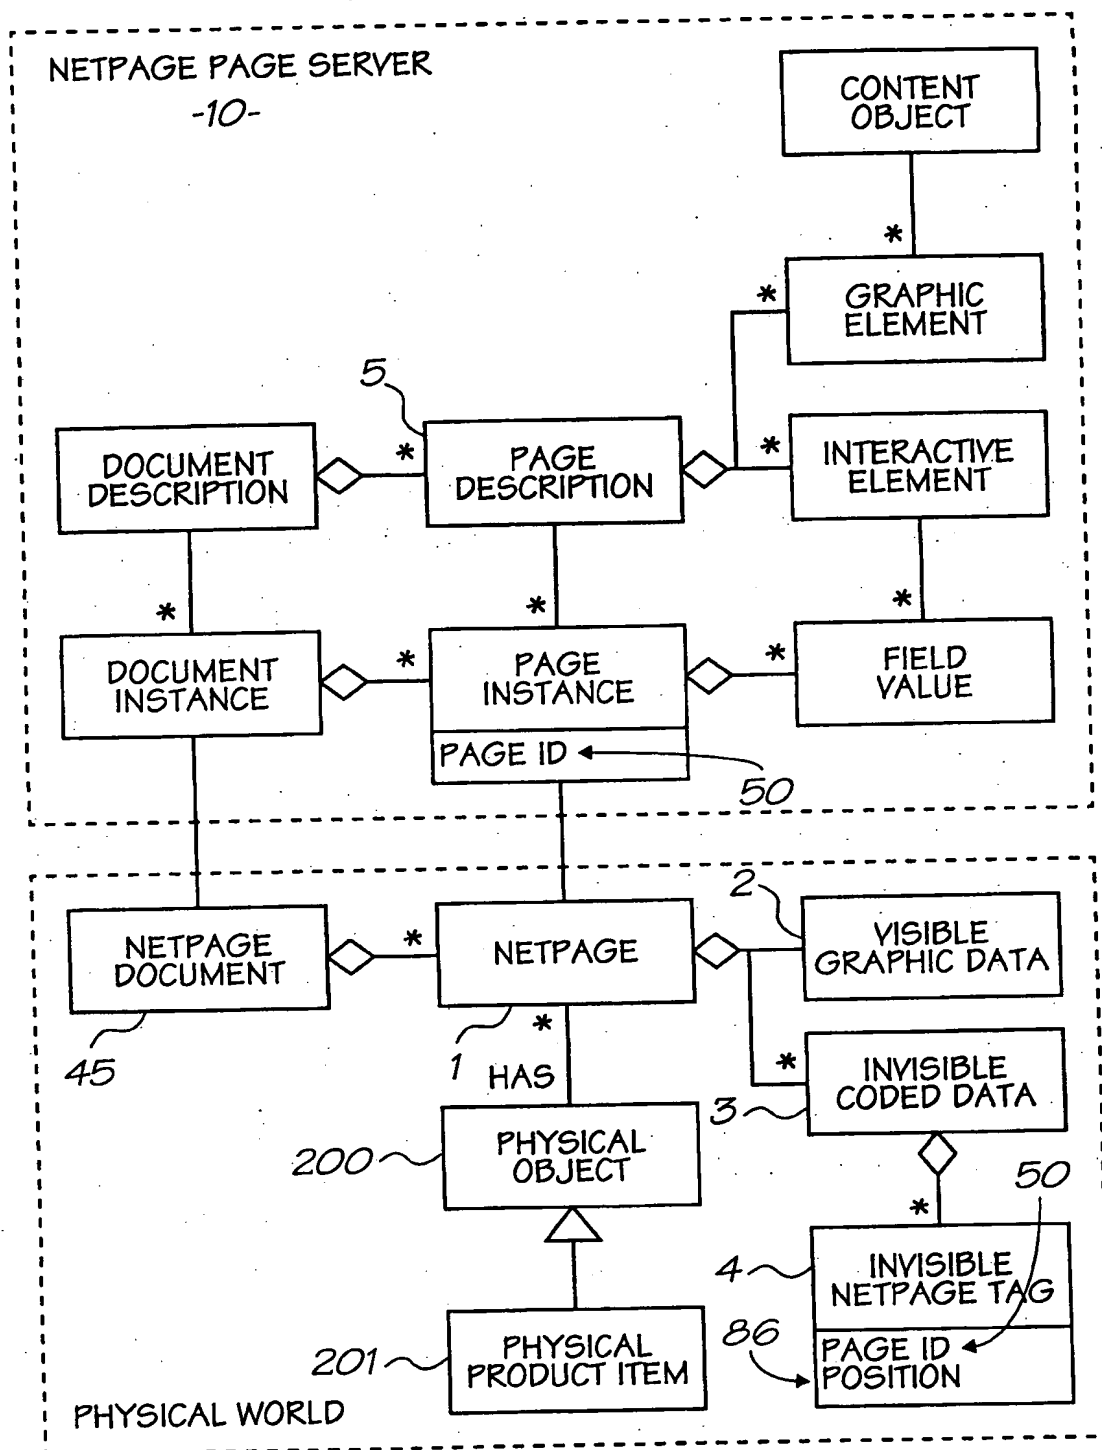 NETPAGE PAGE SERVER
-10-
CONTENT
OBJECT
*
*
GRAPHIC
ELEMENT
5
DOCUMENT
DESCRIPTION
*
PAGE
DESCRIPTION
*
INTERACTIVE
ELEMENT
*
*
*
DOCUMENT
INSTANCE
*
PAGE
INSTANCE
*
FIELD
VALUE
PAGE ID
50
2
NETPAGE
DOCUMENT
*
NETPAGE
VISIBLE
GRAPHIC DATA
45
1
*
HAS
*
INVISIBLE
CODED DATA
3
200
PHYSICAL
OBJECT
50
*
4
INVISIBLE
NETPAGE TAG
86
PAGE ID
POSITION
201
PHYSICAL
PRODUCT ITEM
PHYSICAL WORLD